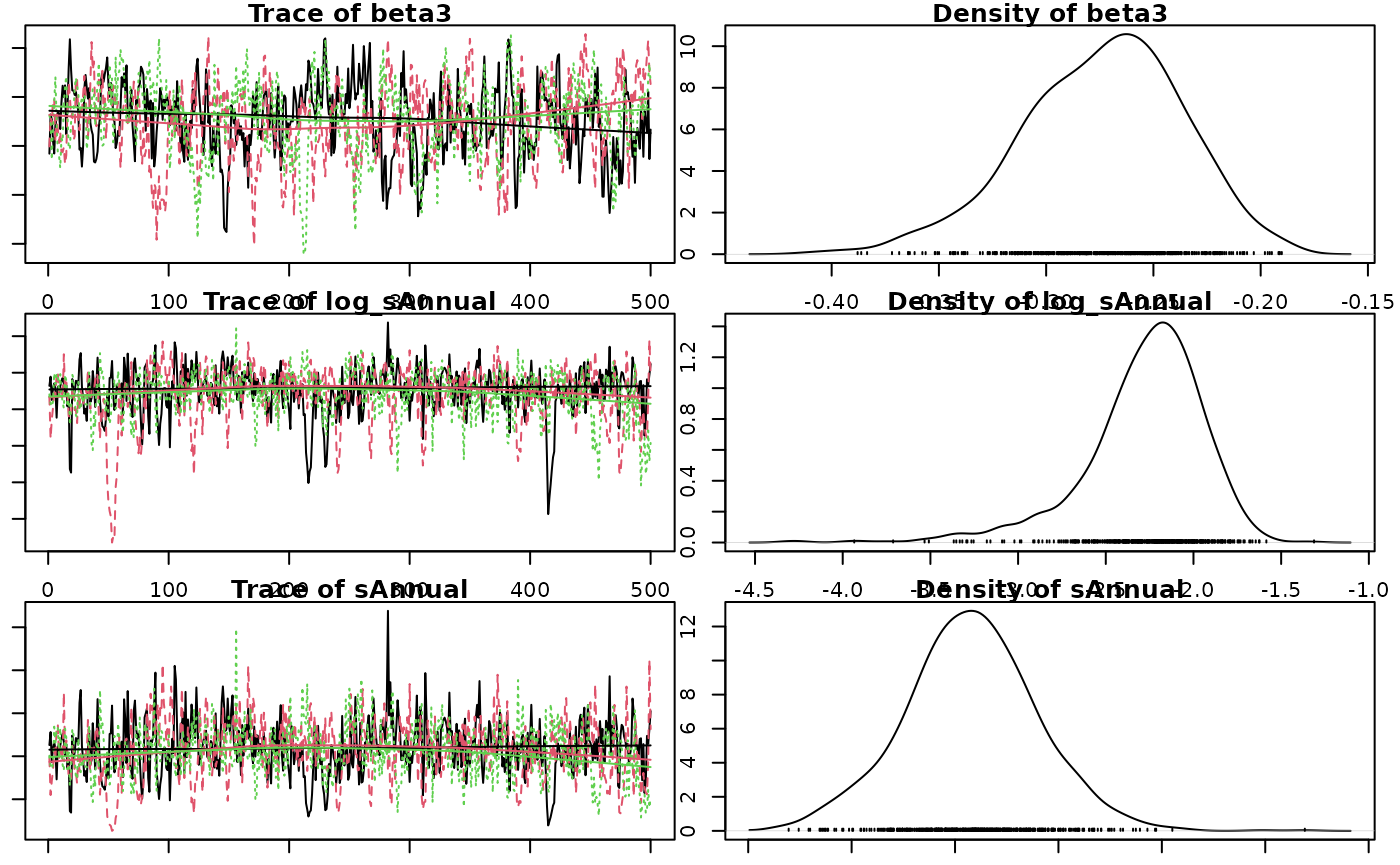 Trace of beta3
Density of beta3
10
8
6
4
2
0
0 100 200 300 400 500
-0.40 -0.35 -0.30 -0.25 -0.20 -0.15
Trace of log_sAnnual
Density of log_sAnnual
1.2
0.8
0.4
0.0
0 100 200 300 400 500
-4.5 -4.0 -3.5 -3.0 -2.5 -2.0 -1.5 -1.0
Trace of sAnnual
Density of sAnnual
12
8
6
4
2
0